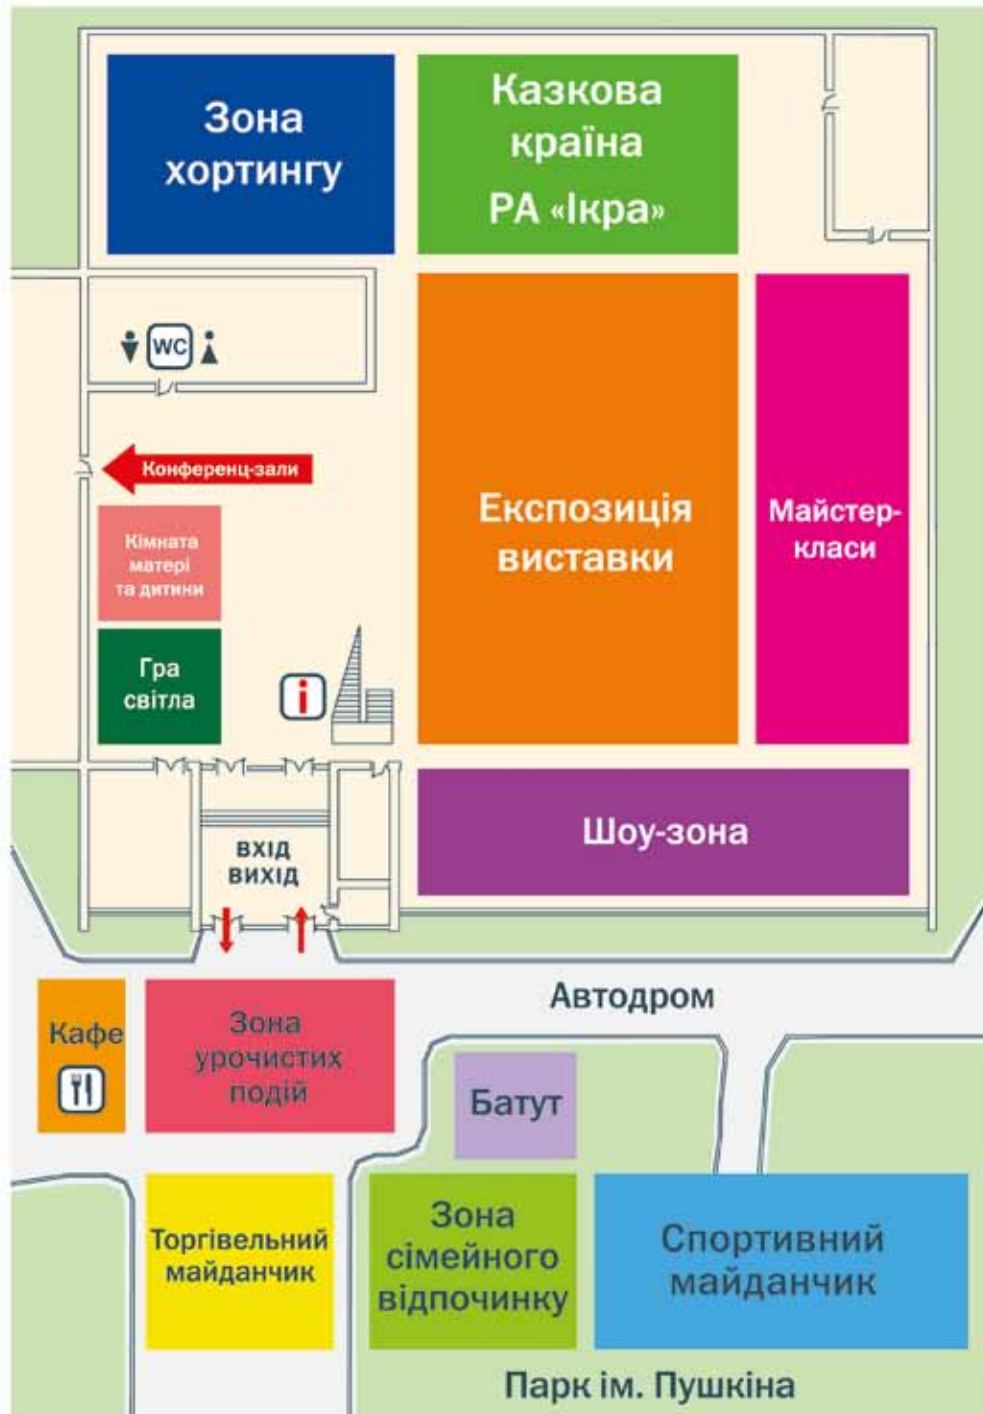 Зона
хортингу
Казкова
країна
РА «Ікра»
WC
Конференц-зали
Кімната
матері
та дитини
Гра
світла
i
Експозиція
виставки
Майстер-
класи
Шоу-зона
ВХІД
ВИХІД
Автодром
Кафе
Зона
урочистих
подій
Батут
Торгівельний
майданчик
Зона
сімейного
відпочинку
Спортивний
майданчик
Парк ім. Пушкіна